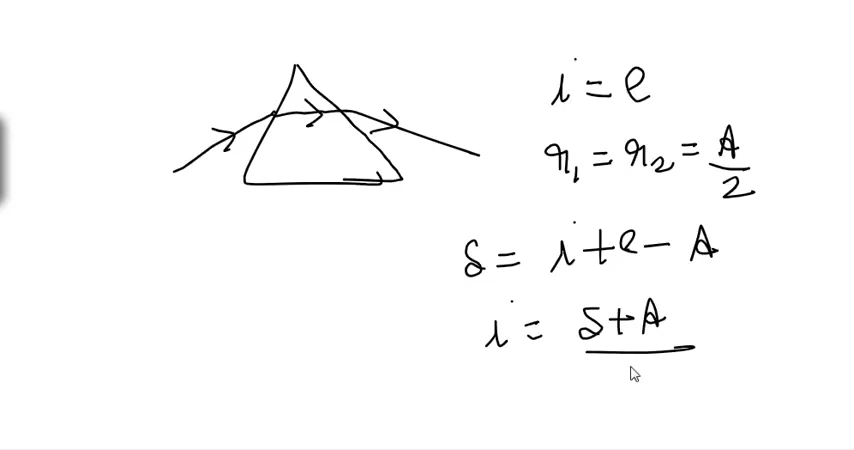 i = e
r₁ = r₂ = A/2
δ = i + e − A
i = δ + A